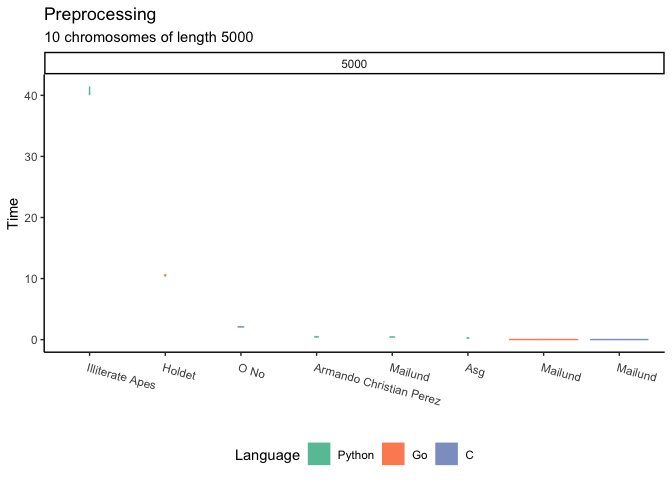 Preprocessing
10 chromosomes of length 5000
5000
Time
40
30
20
10
0
Illiterate Apes
Holdet
O No
Armando Christian Perez
Mailund
Asg
Mailund
Mailund
Language Python Go C